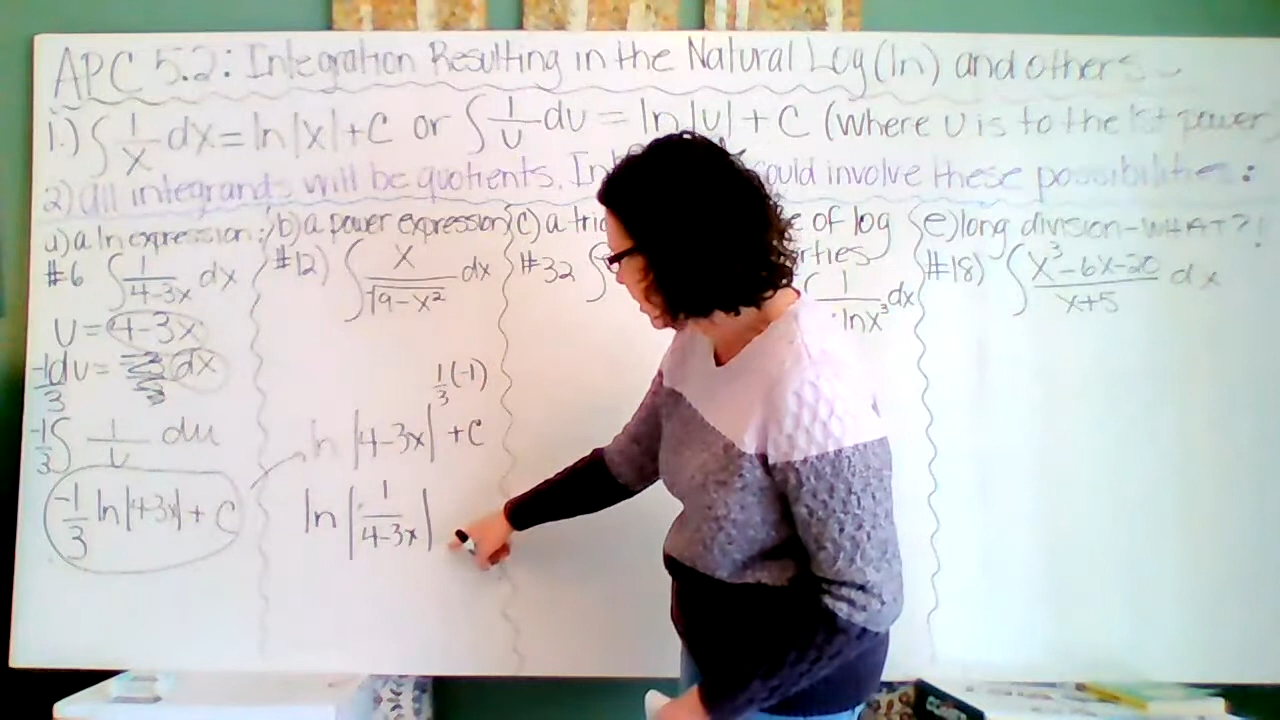 APC 5.2: Integration Resulting in the Natural Log (ln) and others
1.) ∫ 1/x dx = ln|x| + C or ∫ 1/u du = ln|u| + C (where u is to the 1st power
2) all integrands will be quotients. could involve these possibilities:
a) a ln expression:
#6 ∫ 1/(4-3x) dx
u = 4-3x
-1/3 du = dx
-1/3 ∫ 1/u du
-1/3 ln|4-3x| + C
b) a power expression
#12) ∫ x/√(9-x²) dx
1/3 (-1)
ln |4-3x| + C
ln |1/(4-3x)|
c) a
#32 ∫
of log
∫ 1/(lnx³) dx
e) long division-WHAT?!
#18) ∫ (x³-6x-20)/(x+5) dx